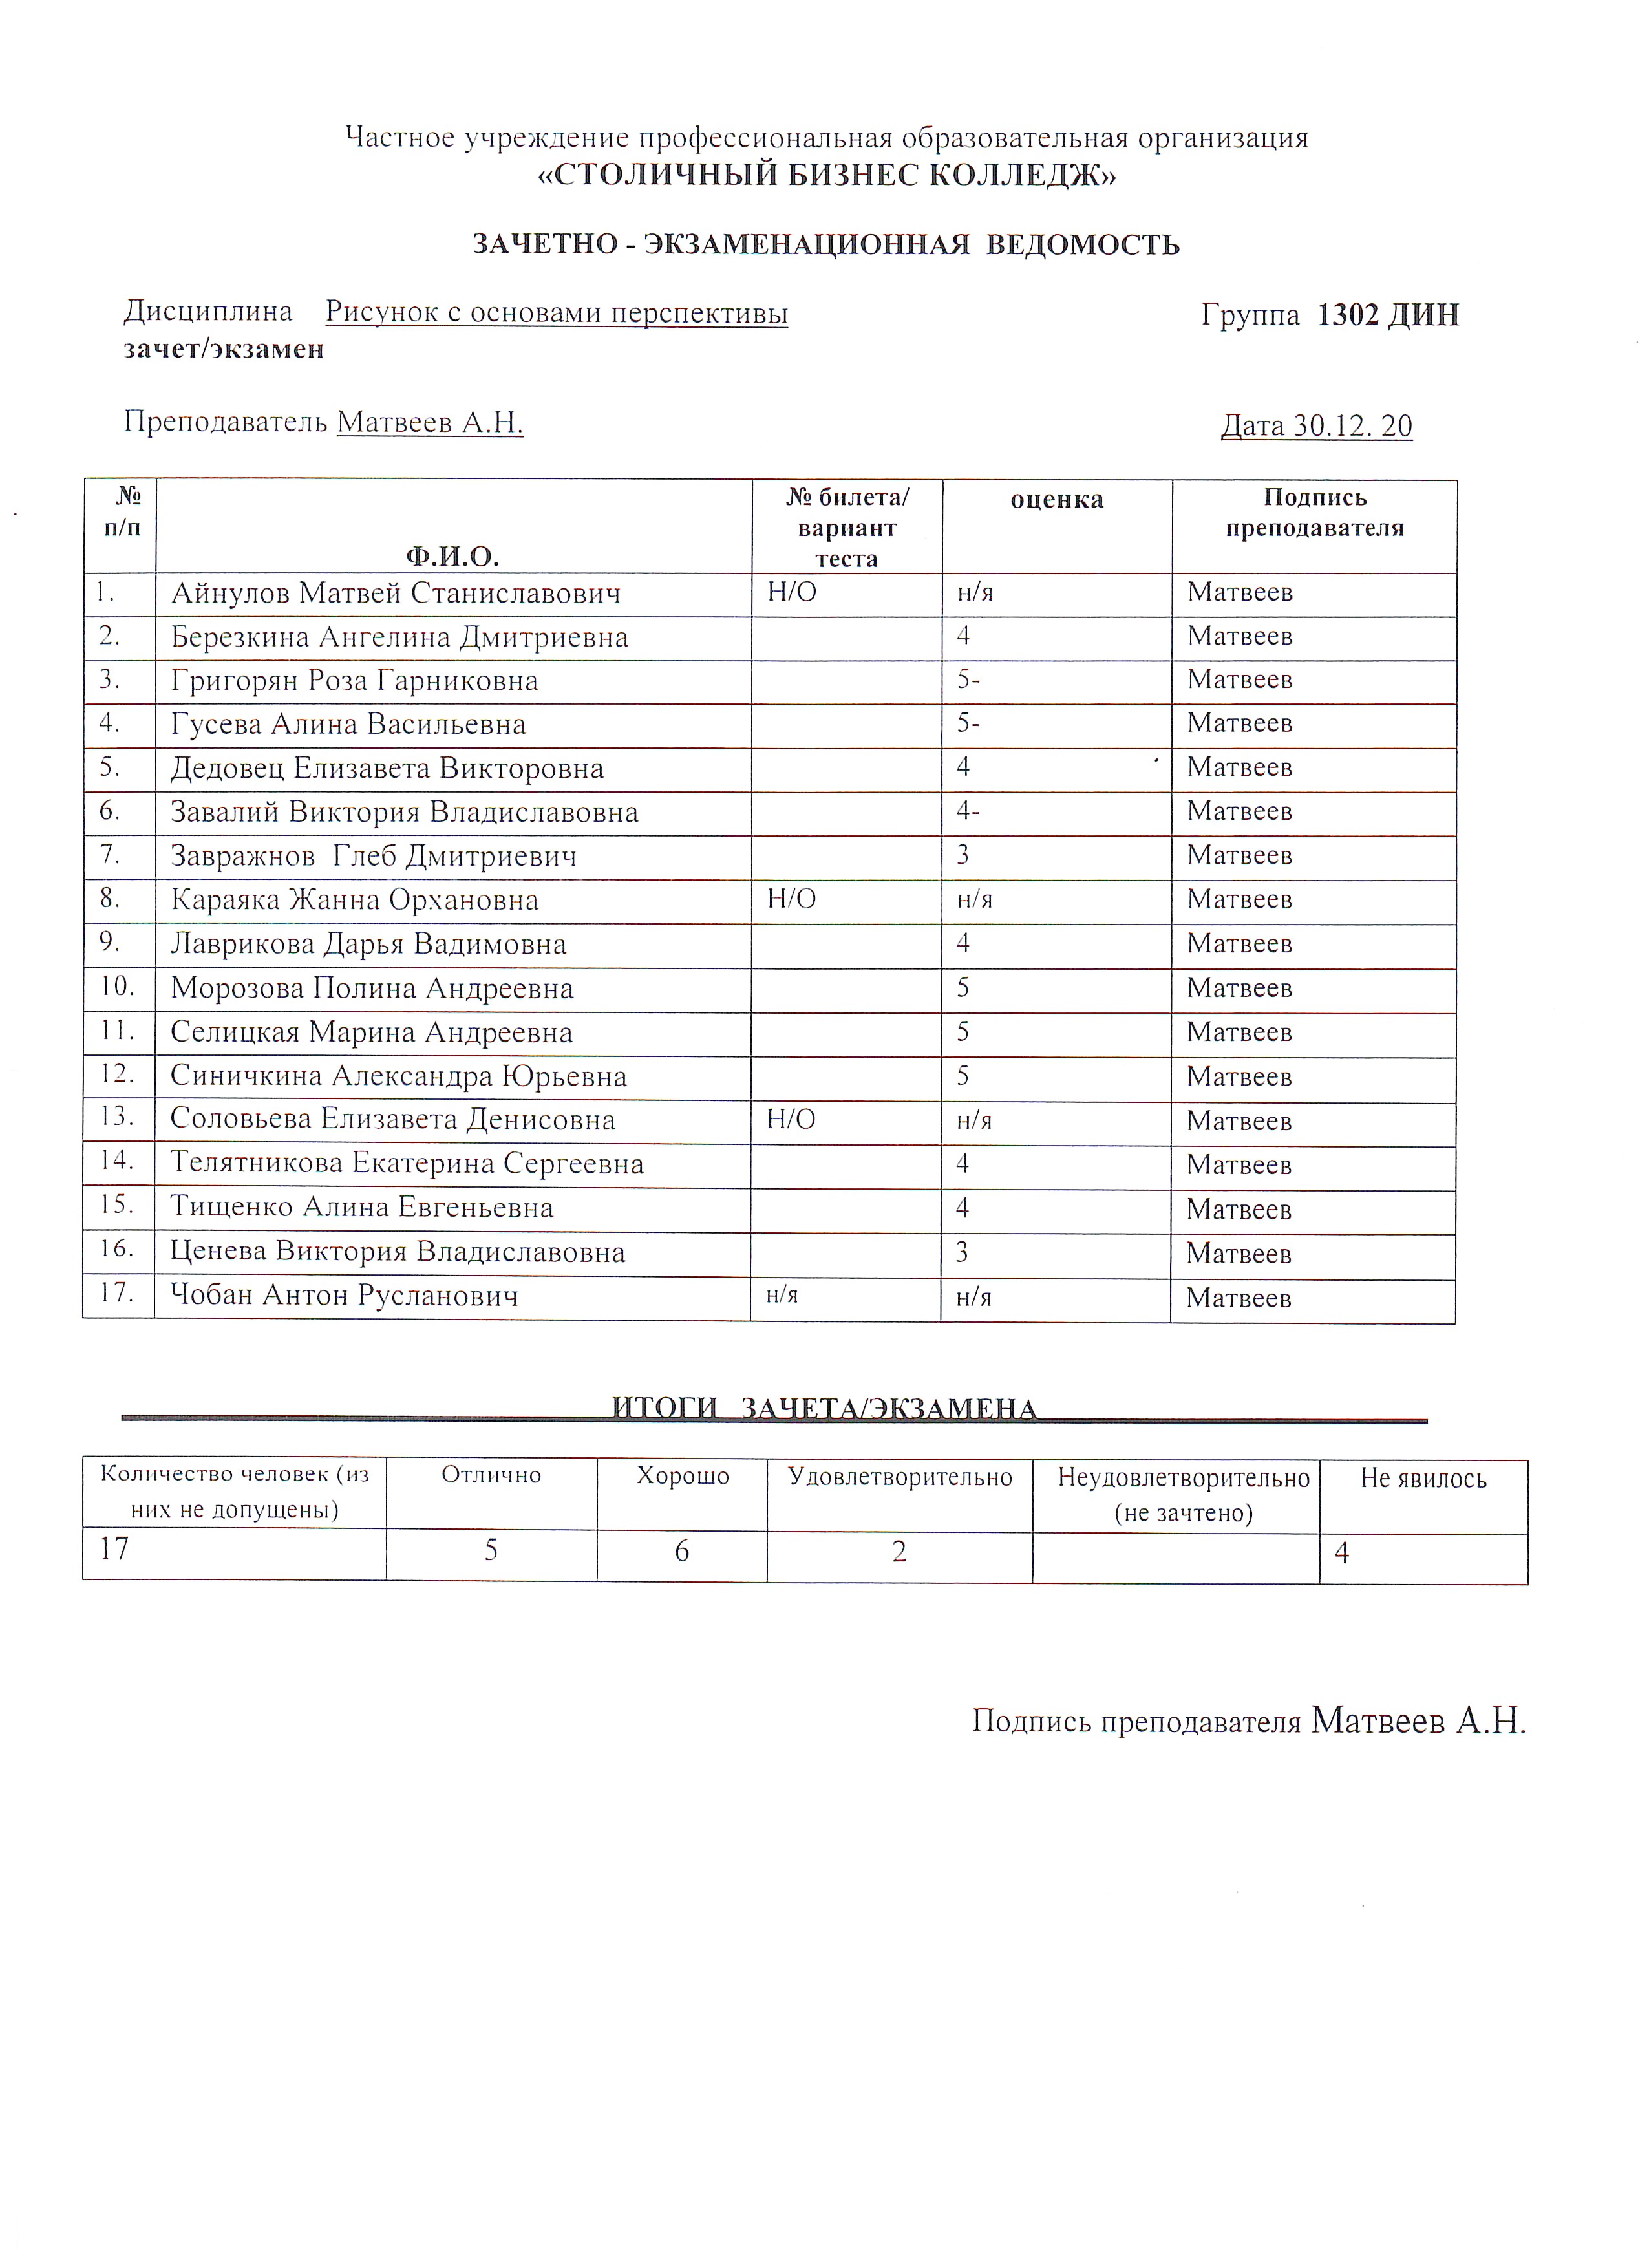 Частное учреждение профессиональная образовательная организация
«СТОЛИЧНЫЙ БИЗНЕС КОЛЛЕДЖ»
ЗАЧЕТНО - ЭКЗАМЕНАЦИОННАЯ ВЕДОМОСТЬ
Дисциплина Рисунок с основами перспективы Группа 1302 ДИН
зачет/экзамен
Преподаватель Матвеев А.Н. Дата 30.12. 20
№ п/п Ф.И.О. № билета/ вариант теста оценка Подпись преподавателя
1. Айнулов Матвей Станиславович Н/О н/я Матвеев
2. Березкина Ангелина Дмитриевна 4 Матвеев
3. Григорян Роза Гарниковна 5- Матвеев
4. Гусева Алина Васильевна 5- Матвеев
5. Дедовец Елизавета Викторовна 4 Матвеев
6. Завалий Виктория Владиславовна 4- Матвеев
7. Завражнов Глеб Дмитриевич 3 Матвеев
8. Караяка Жанна Орхановна Н/О н/я Матвеев
9. Лаврикова Дарья Вадимовна 4 Матвеев
10. Морозова Полина Андреевна 5 Матвеев
11. Селицкая Марина Андреевна 5 Матвеев
12. Синичкина Александра Юрьевна 5 Матвеев
13. Соловьева Елизавета Денисовна Н/О н/я Матвеев
14. Телятникова Екатерина Сергеевна 4 Матвеев
15. Тищенко Алина Евгеньевна 4 Матвеев
16. Ценева Виктория Владиславовна 3 Матвеев
17. Чобан Антон Русланович н/я н/я Матвеев
ИТОГИ ЗАЧЕТА/ЭКЗАМЕНА
Количество человек (из них не допущены) Отлично Хорошо Удовлетворительно Неудовлетворительно (не зачтено) Не явилось
17 5 6 2 4
Подпись преподавателя Матвеев А.Н.